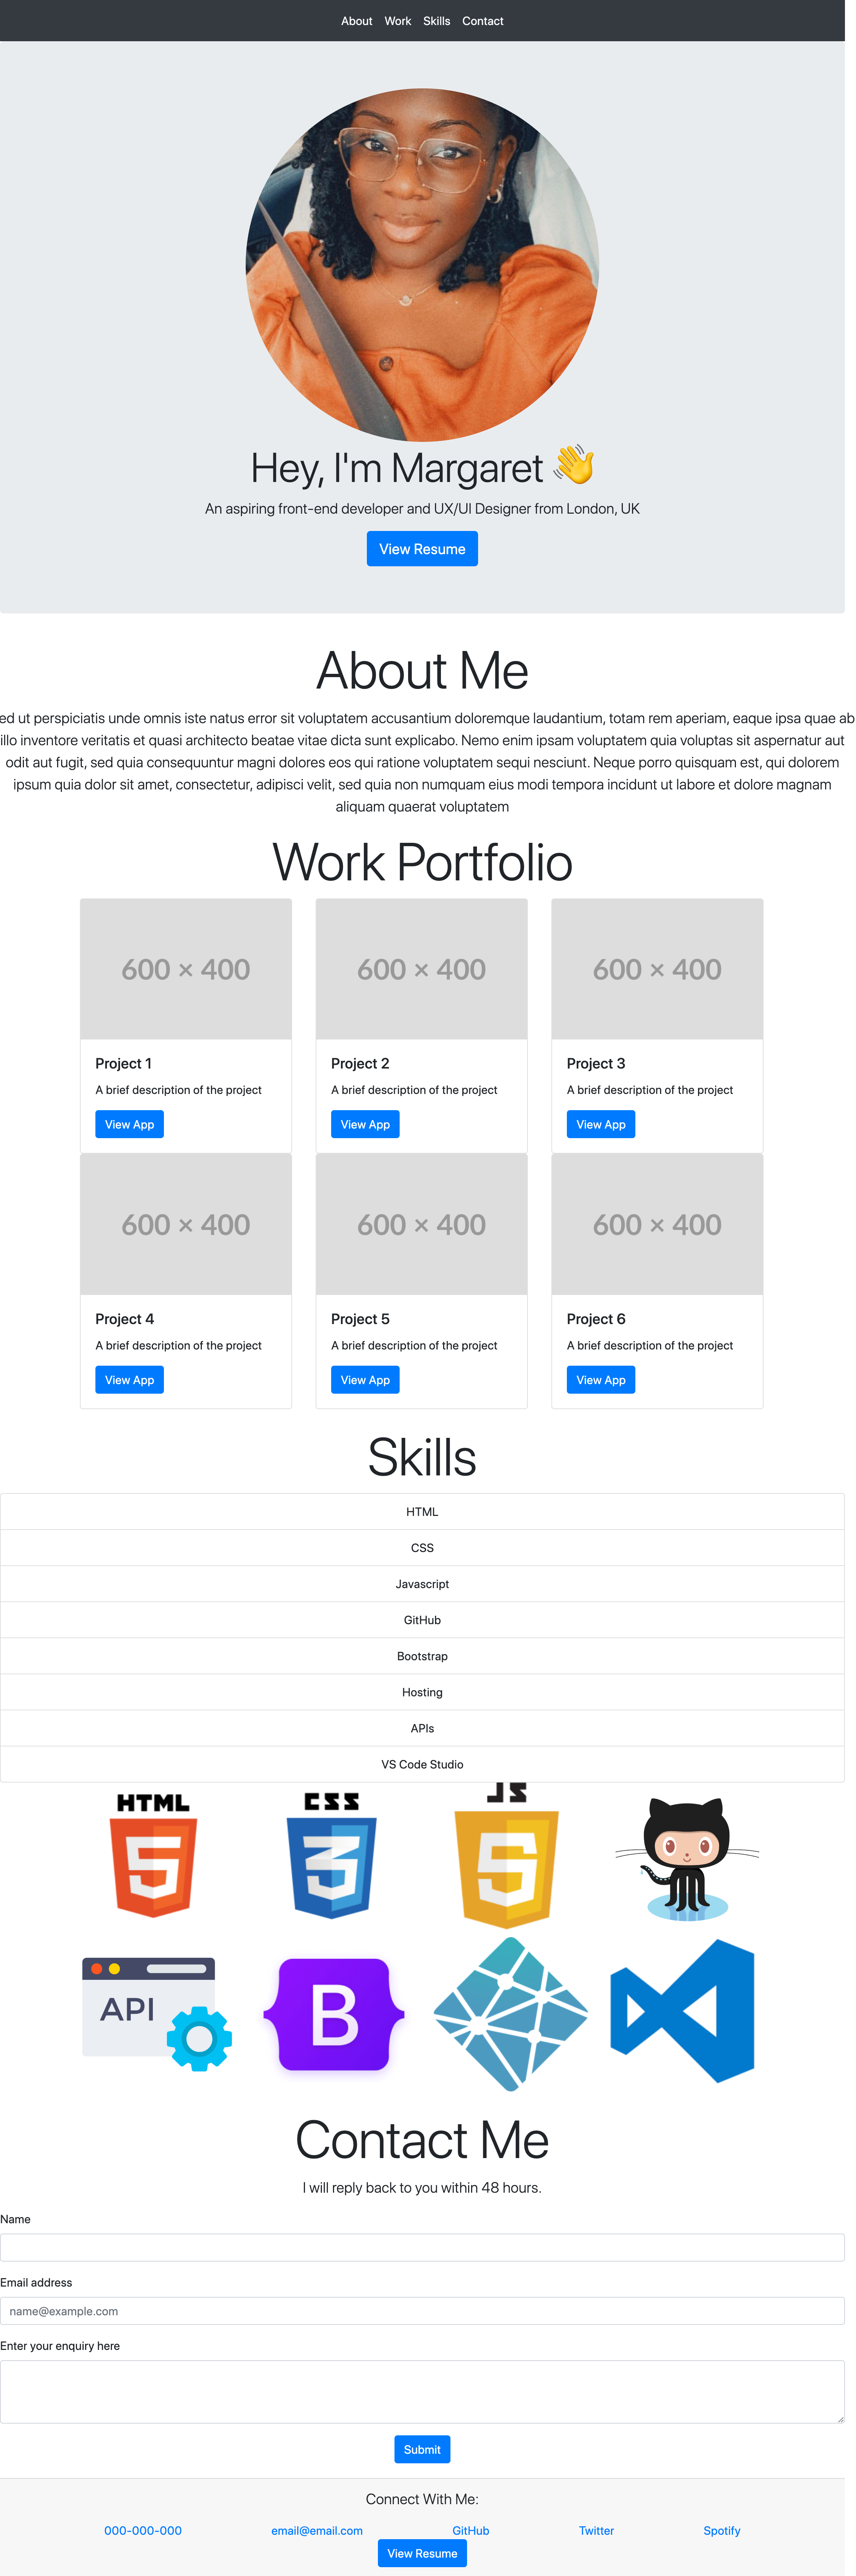 About Work Skills Contact
Hey, I'm Margaret 👋
An aspiring front-end developer and UX/UI Designer from London, UK
View Resume
About Me
ed ut perspiciatis unde omnis iste natus error sit voluptatem accusantium doloremque laudantium, totam rem aperiam, eaque ipsa quae ab
illo inventore veritatis et quasi architecto beatae vitae dicta sunt explicabo. Nemo enim ipsam voluptatem quia voluptas sit aspernatur aut
odit aut fugit, sed quia consequuntur magni dolores eos qui ratione voluptatem sequi nesciunt. Neque porro quisquam est, qui dolorem
ipsum quia dolor sit amet, consectetur, adipisci velit, sed quia non numquam eius modi tempora incidunt ut labore et dolore magnam
aliquam quaerat voluptatem
Work Portfolio
600 × 400
600 × 400
600 × 400
Project 1
A brief description of the project
View App
Project 2
A brief description of the project
View App
Project 3
A brief description of the project
View App
600 × 400
600 × 400
600 × 400
Project 4
A brief description of the project
View App
Project 5
A brief description of the project
View App
Project 6
A brief description of the project
View App
Skills
HTML
CSS
Javascript
GitHub
Bootstrap
Hosting
APIs
VS Code Studio
HTML
5
CSS
3
JS
5
API
B
Contact Me
I will reply back to you within 48 hours.
Name
Email address
name@example.com
Enter your enquiry here
Submit
Connect With Me:
000-000-000 email@email.com GitHub Twitter Spotify
View Resume